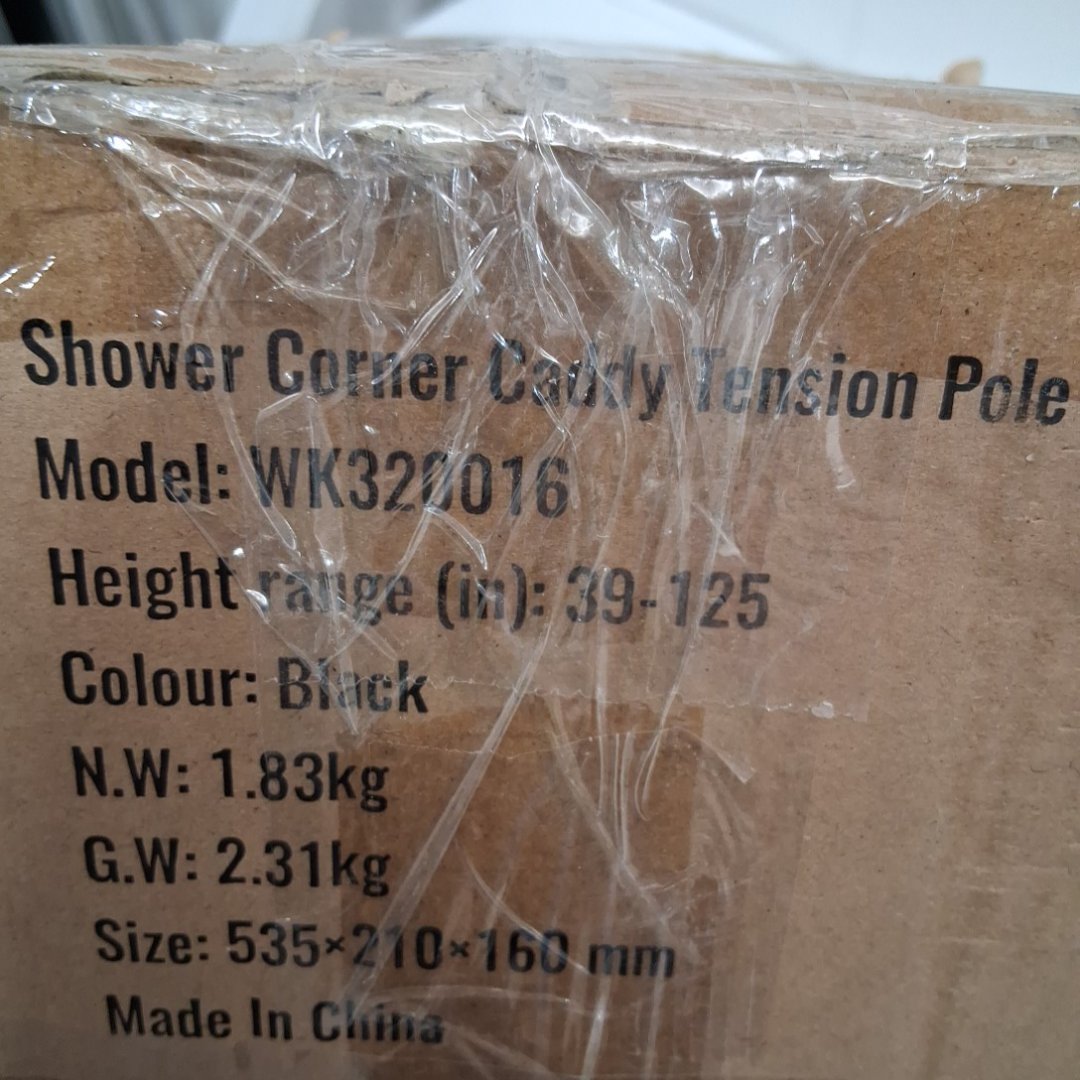 Shower Corner Caddy Tension Pole
Model: WK320016
Height range (in): 39-125
Colour: Black
N.W: 1.83kg
G.W: 2.31kg
Size: 535×210×160 mm
Made In China